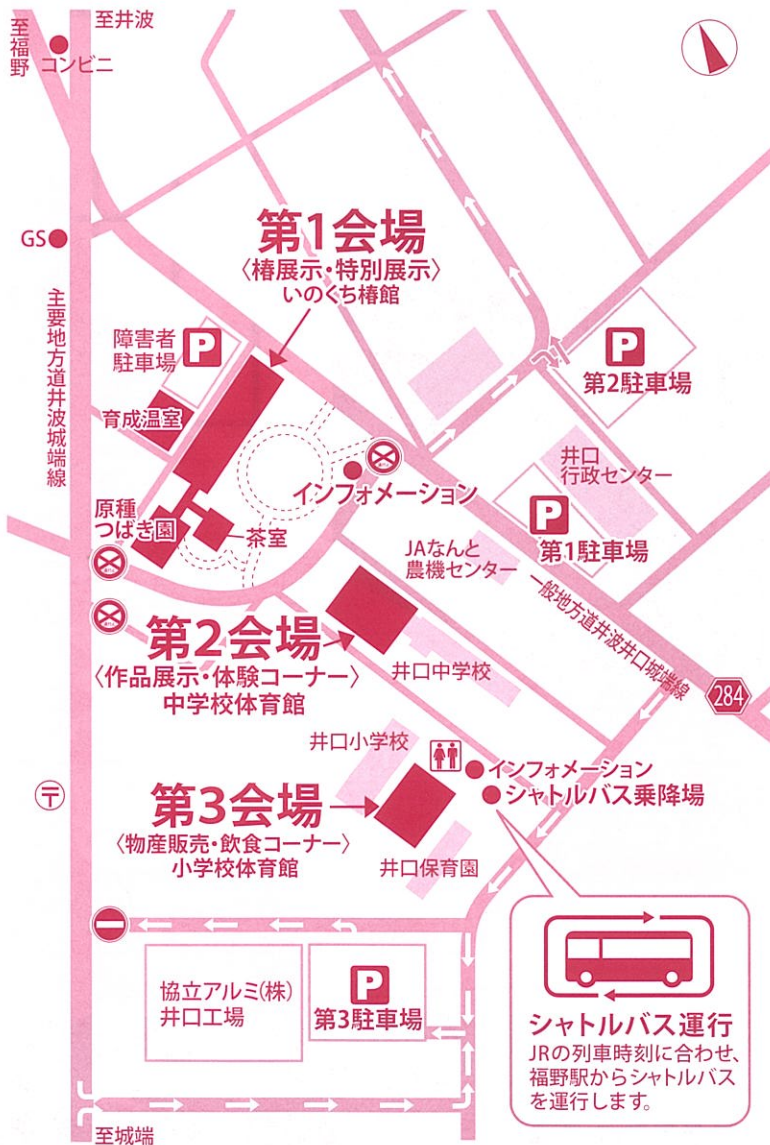 至福野
至井波
コンビニ
GS
主要地方道井波城端線
第1会場
〈椿展示・特別展示〉
いのくち椿館
障害者
駐車場
P
育成温室
原種
つばき園
茶室
インフォメーション
P
第2駐車場
井口
行政センター
P
第1駐車場
JAなんと
農機センター
一般地方道井波井口城端線
284
第2会場
〈作品展示・体験コーナー〉
中学校体育館
井口中学校
井口小学校
インフォメーション
シャトルバス乗降場
第3会場
〈物産販売・飲食コーナー〉
小学校体育館
井口保育園
〒
協立アルミ(株)
井口工場
P
第3駐車場
シャトルバス運行
JRの列車時刻に合わせ、
福野駅からシャトルバス
を運行します。
至城端